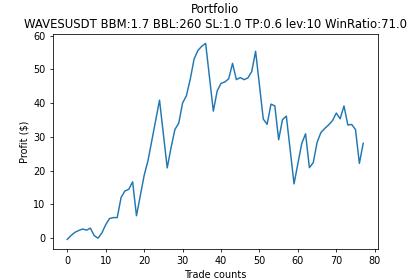 Portfolio
WAVESUSDT BBM:1.7 BBL:260 SL:1.0 TP:0.6 lev:10 WinRatio:71.0
60
50
40
30
20
10
0
Profit ($)
0 10 20 30 40 50 60 70 80
Trade counts